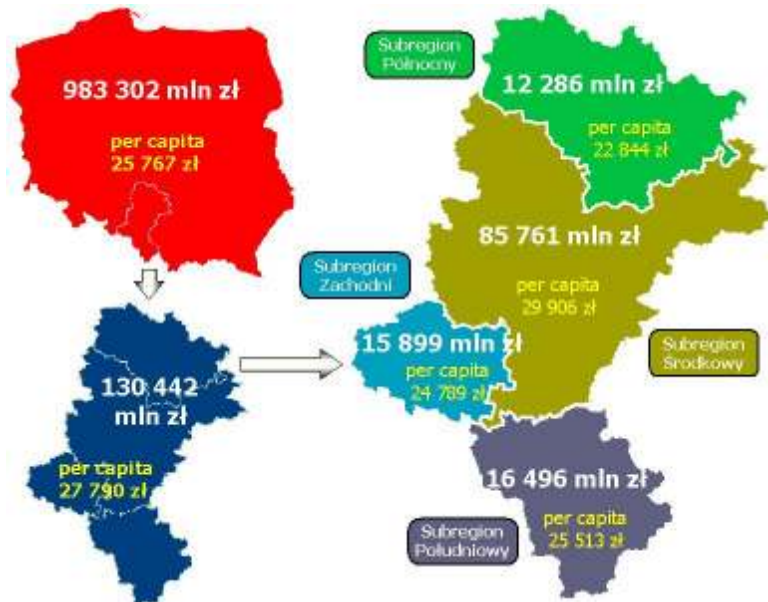 983 302 mln zł
per capita
25 767 zł
130 442
mln zł
per capita
27 790 zł
Subregion
Północny
12 286 mln zł
per capita
22 844 zł
85 761 mln zł
per capita
29 906 zł
Subregion
Zachodni
15 899 mln zł
per capita
24 789 zł
Subregion
Środkowy
16 496 mln zł
per capita
25 513 zł
Subregion
Południowy